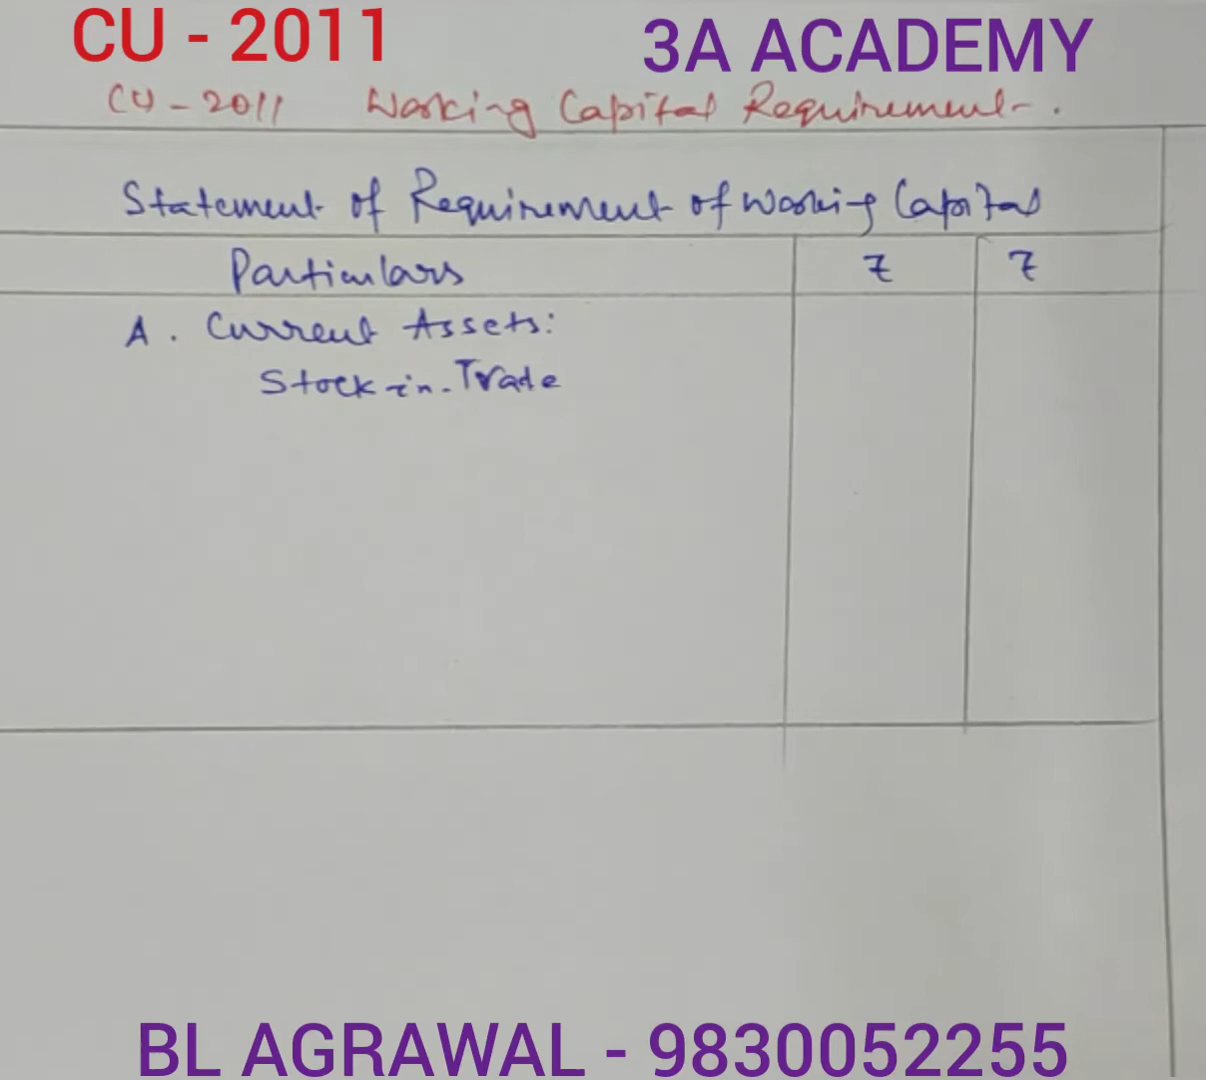 CU - 2011 3A ACADEMY
CU - 2011 Working Capital Requirement.
Statement of Requirement of Working Capital
Particulars ₹ ₹
A. Current Assets:
Stock-in-Trade
BL AGRAWAL - 9830052255